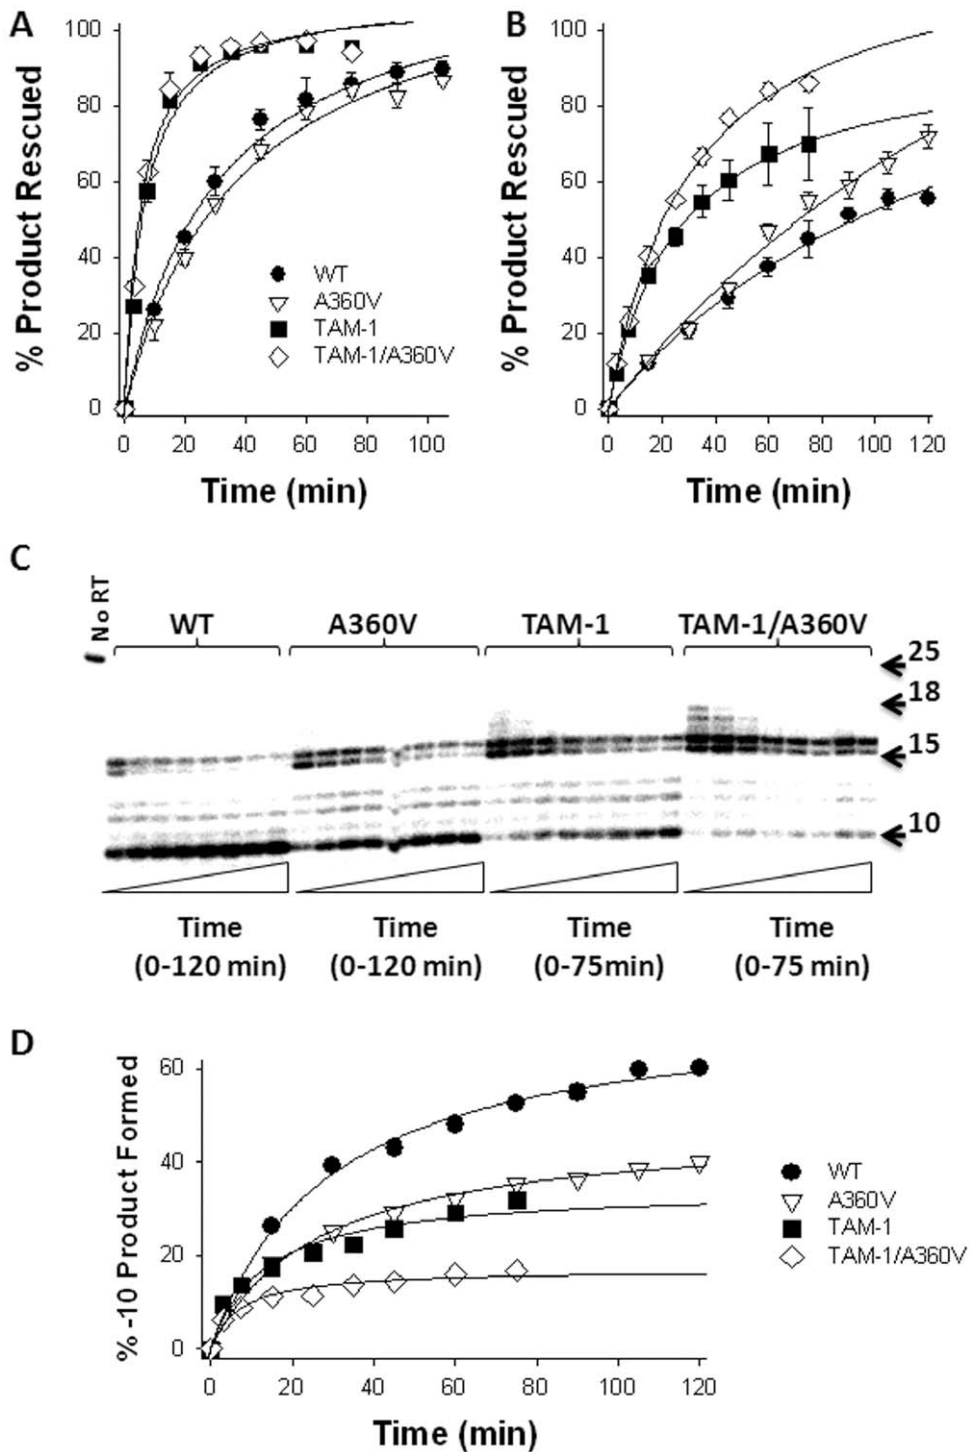 A
% Product Rescued
100
80
60
40
20
0
WT
A360V
TAM-1
TAM-1/A360V
0 20 40 60 80 100
Time (min)
B
% Product Rescued
100
80
60
40
20
0
0 20 40 60 80 100 120
Time (min)
C
No RT
WT A360V TAM-1 TAM-1/A360V
25
18
15
10
Time Time Time Time
(0-120 min) (0-120 min) (0-75min) (0-75 min)
D
% -10 Product Formed
60
40
20
0
0 20 40 60 80 100 120
Time (min)
WT
A360V
TAM-1
TAM-1/A360V